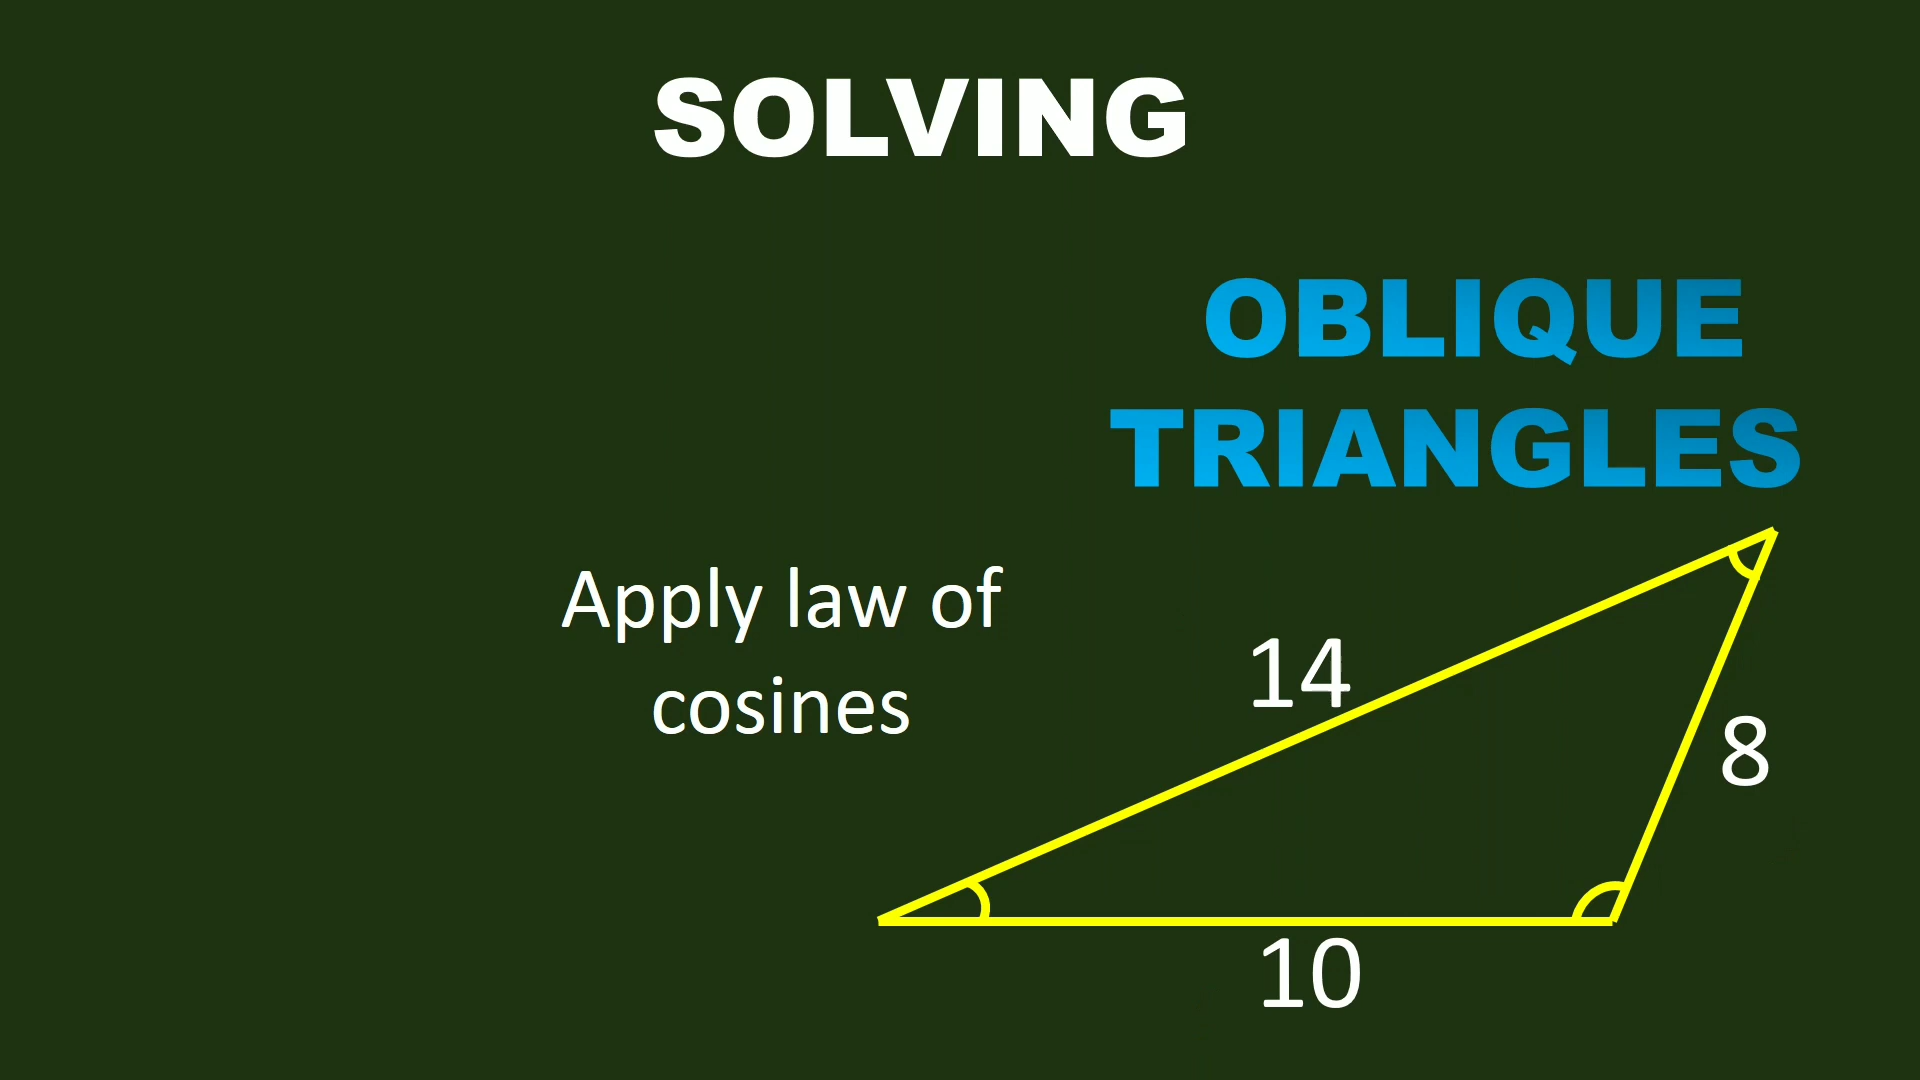 SOLVING
OBLIQUE
TRIANGLES
Apply law of
cosines
14
8
10